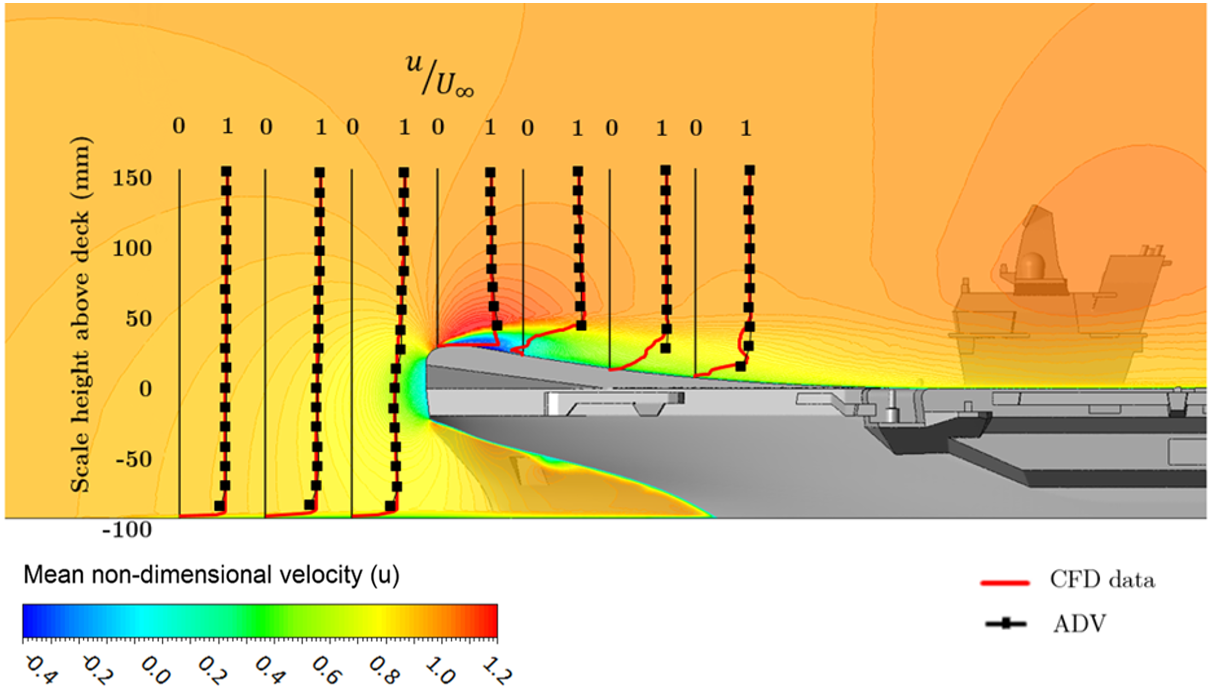 u/U∞
0 1 0 1 0 1 0 1 0 1 0 1 0 1
Scale height above deck (mm)
150
100
50
0
-50
-100
Mean non-dimensional velocity (u)
-0.4 -0.2 0.0 0.2 0.4 0.6 0.8 1.0 1.2
CFD data
ADV